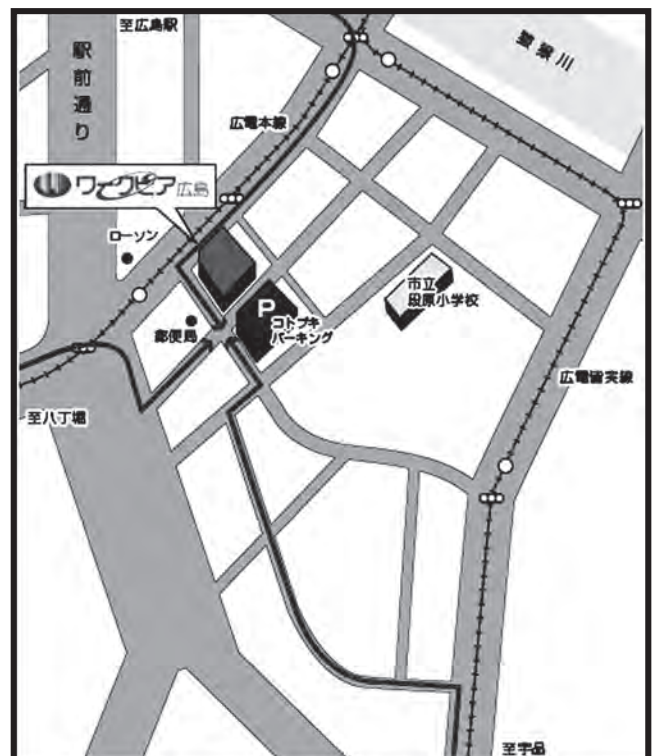 至広島駅
駅前通り
猿猴川
広電本線
ワークピア広島
ローソン
郵便局
P
コトブキ
パーキング
市立
段原小学校
広電皆実線
至八丁堀
至宇品